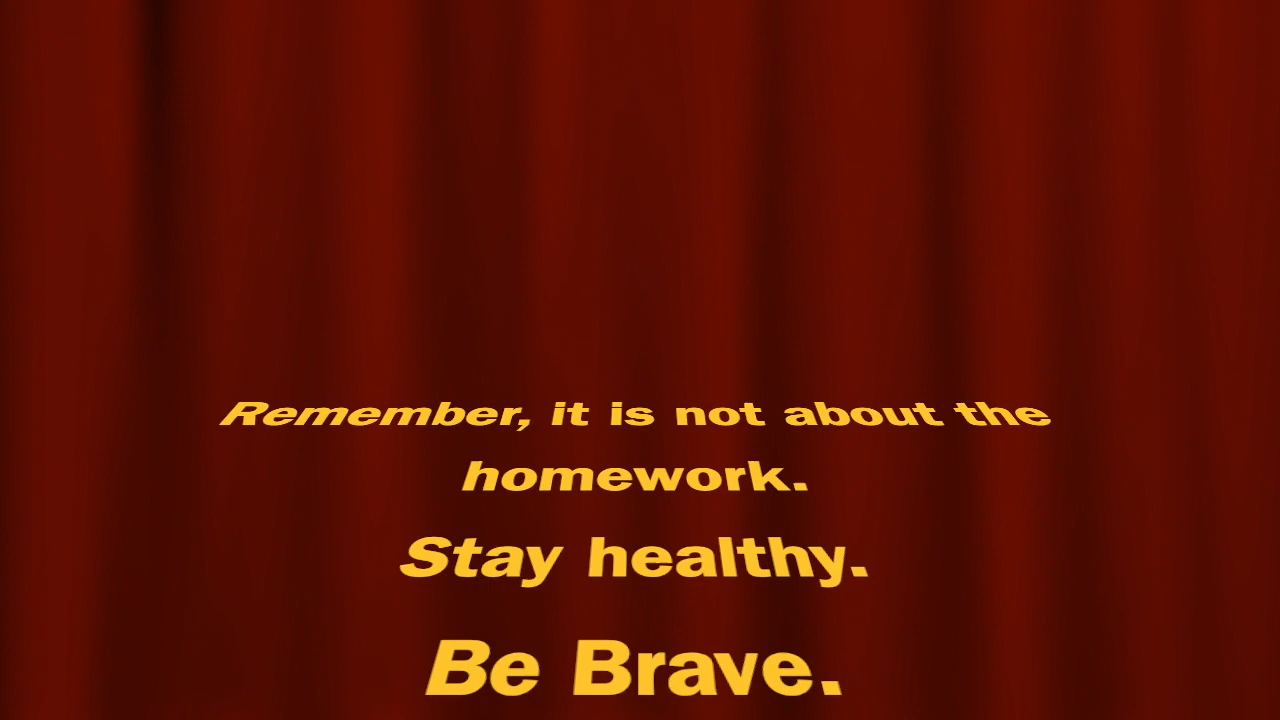 Remember, it is not about the
homework.
Stay healthy.
Be Brave.